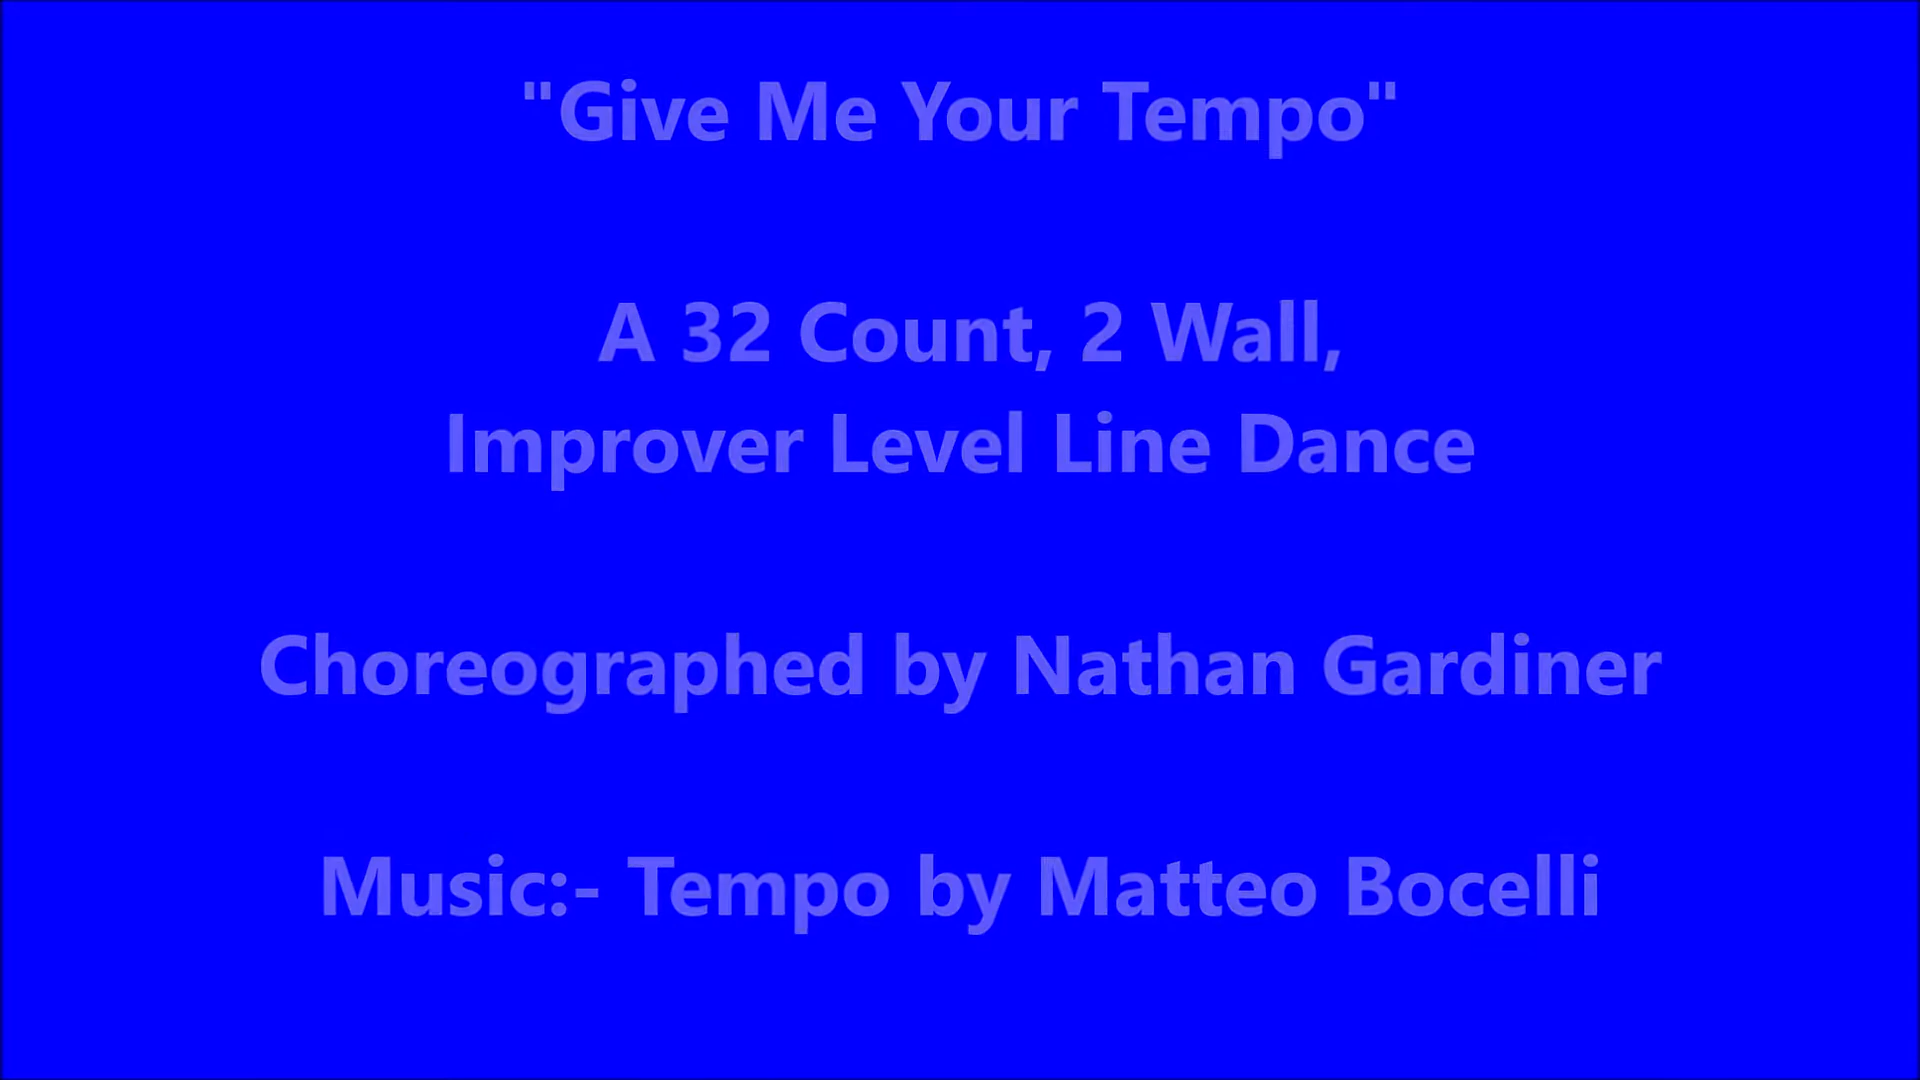 "Give Me Your Tempo"
A 32 Count, 2 Wall,
Improver Level Line Dance
Choreographed by Nathan Gardiner
Music:- Tempo by Matteo Bocelli